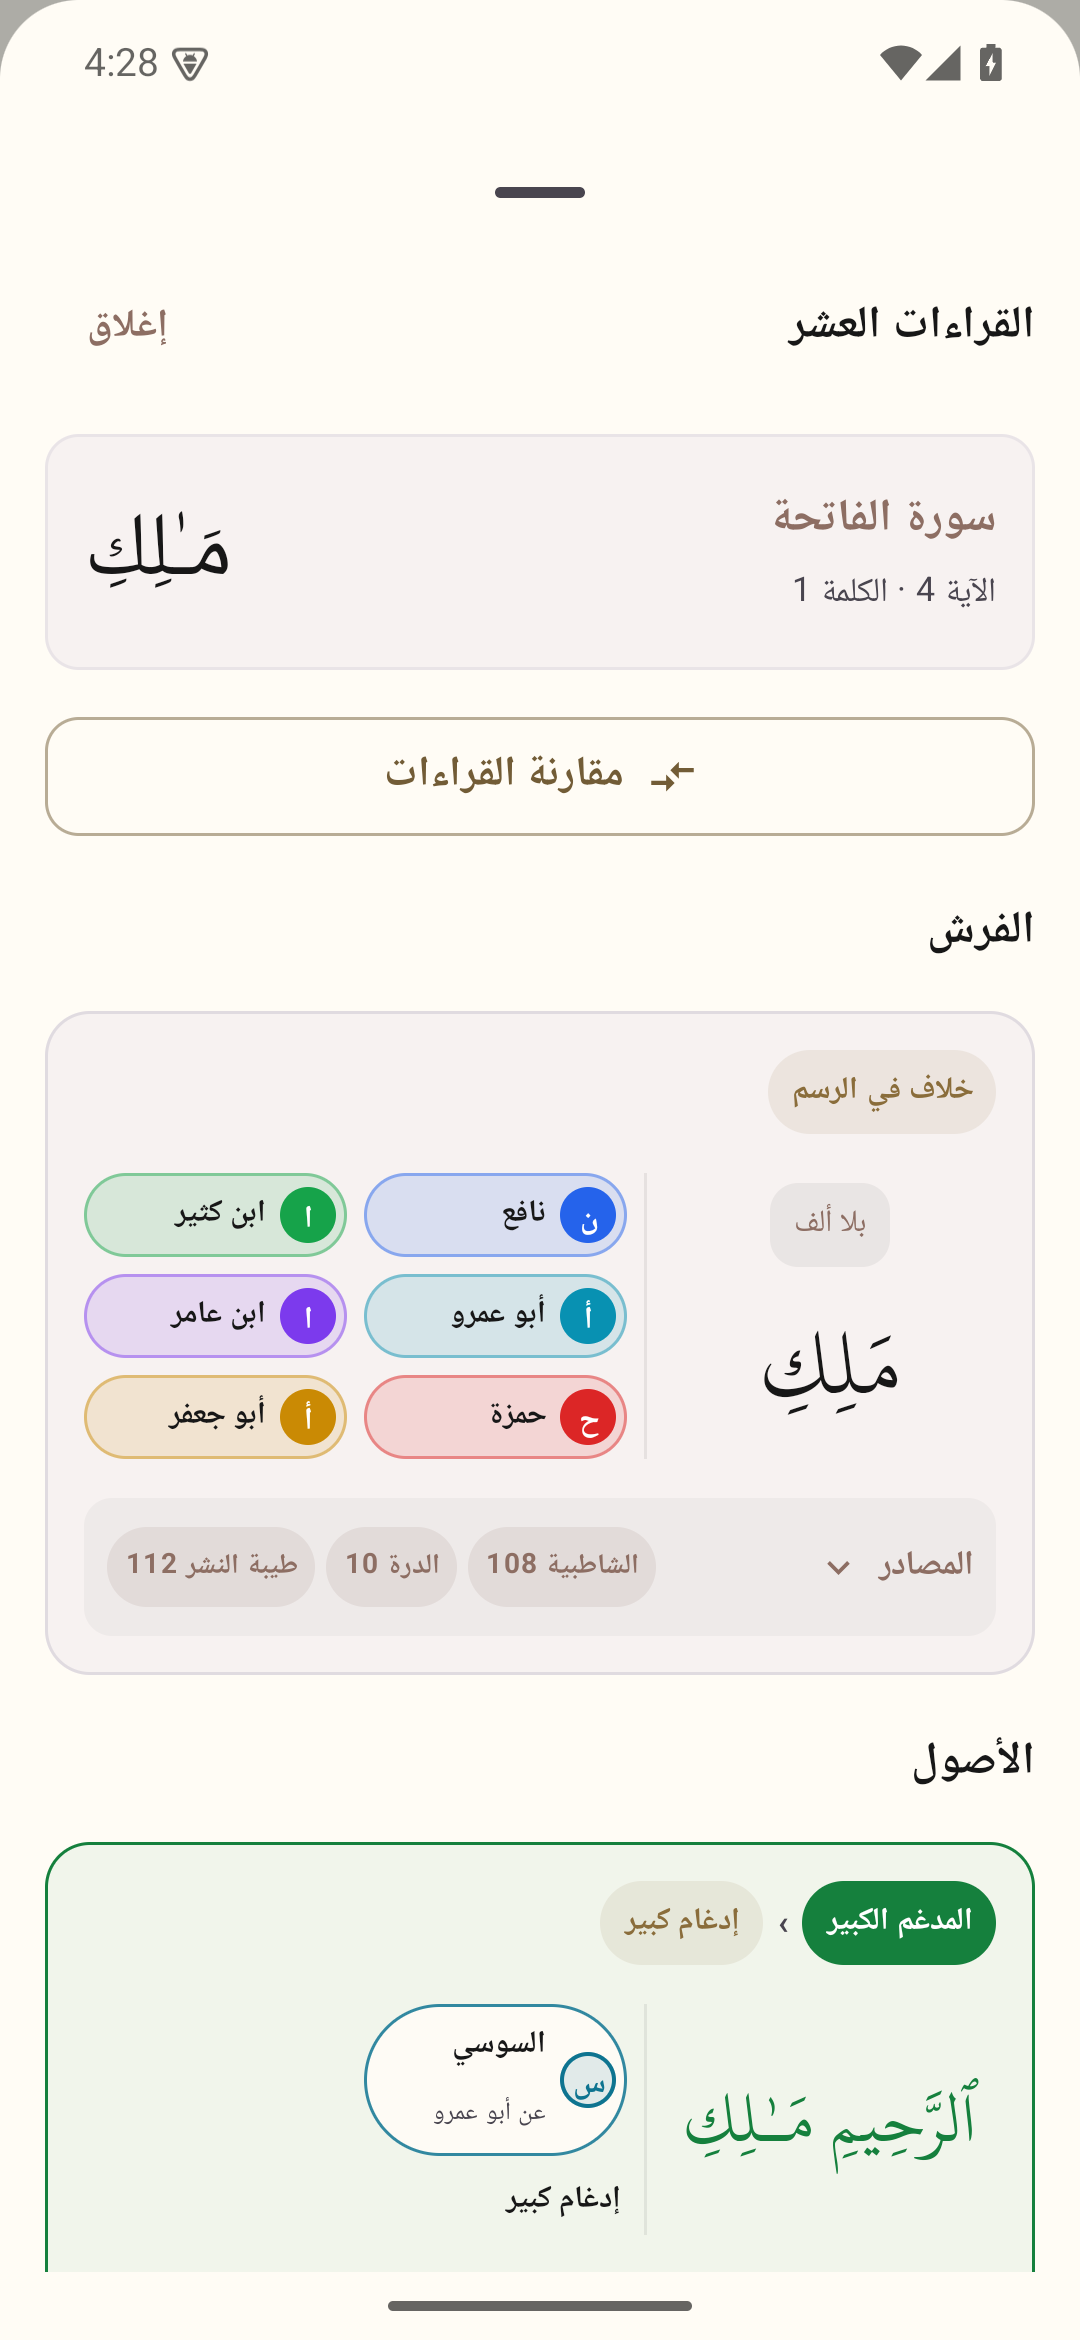 4:28
القراءات العشر
إغلاق
سورة الفاتحة
الآية 4 · الكلمة 1
مَـٰلِكِ
مقارنة القراءات
الفرش
خلاف في الرسم
بلا ألف
مَلِكِ
ن نافع
ا ابن كثير
أ أبو عمرو
ا ابن عامر
ح حمزة
أ أبو جعفر
المصادر
الشاطبية 108
الدرة 10
طيبة النشر 112
الأصول
المدغم الكبير ‹ إدغام كبير
ٱلرَّحِيمِ مَـٰلِكِ
س السوسي
عن أبو عمرو
إدغام كبير